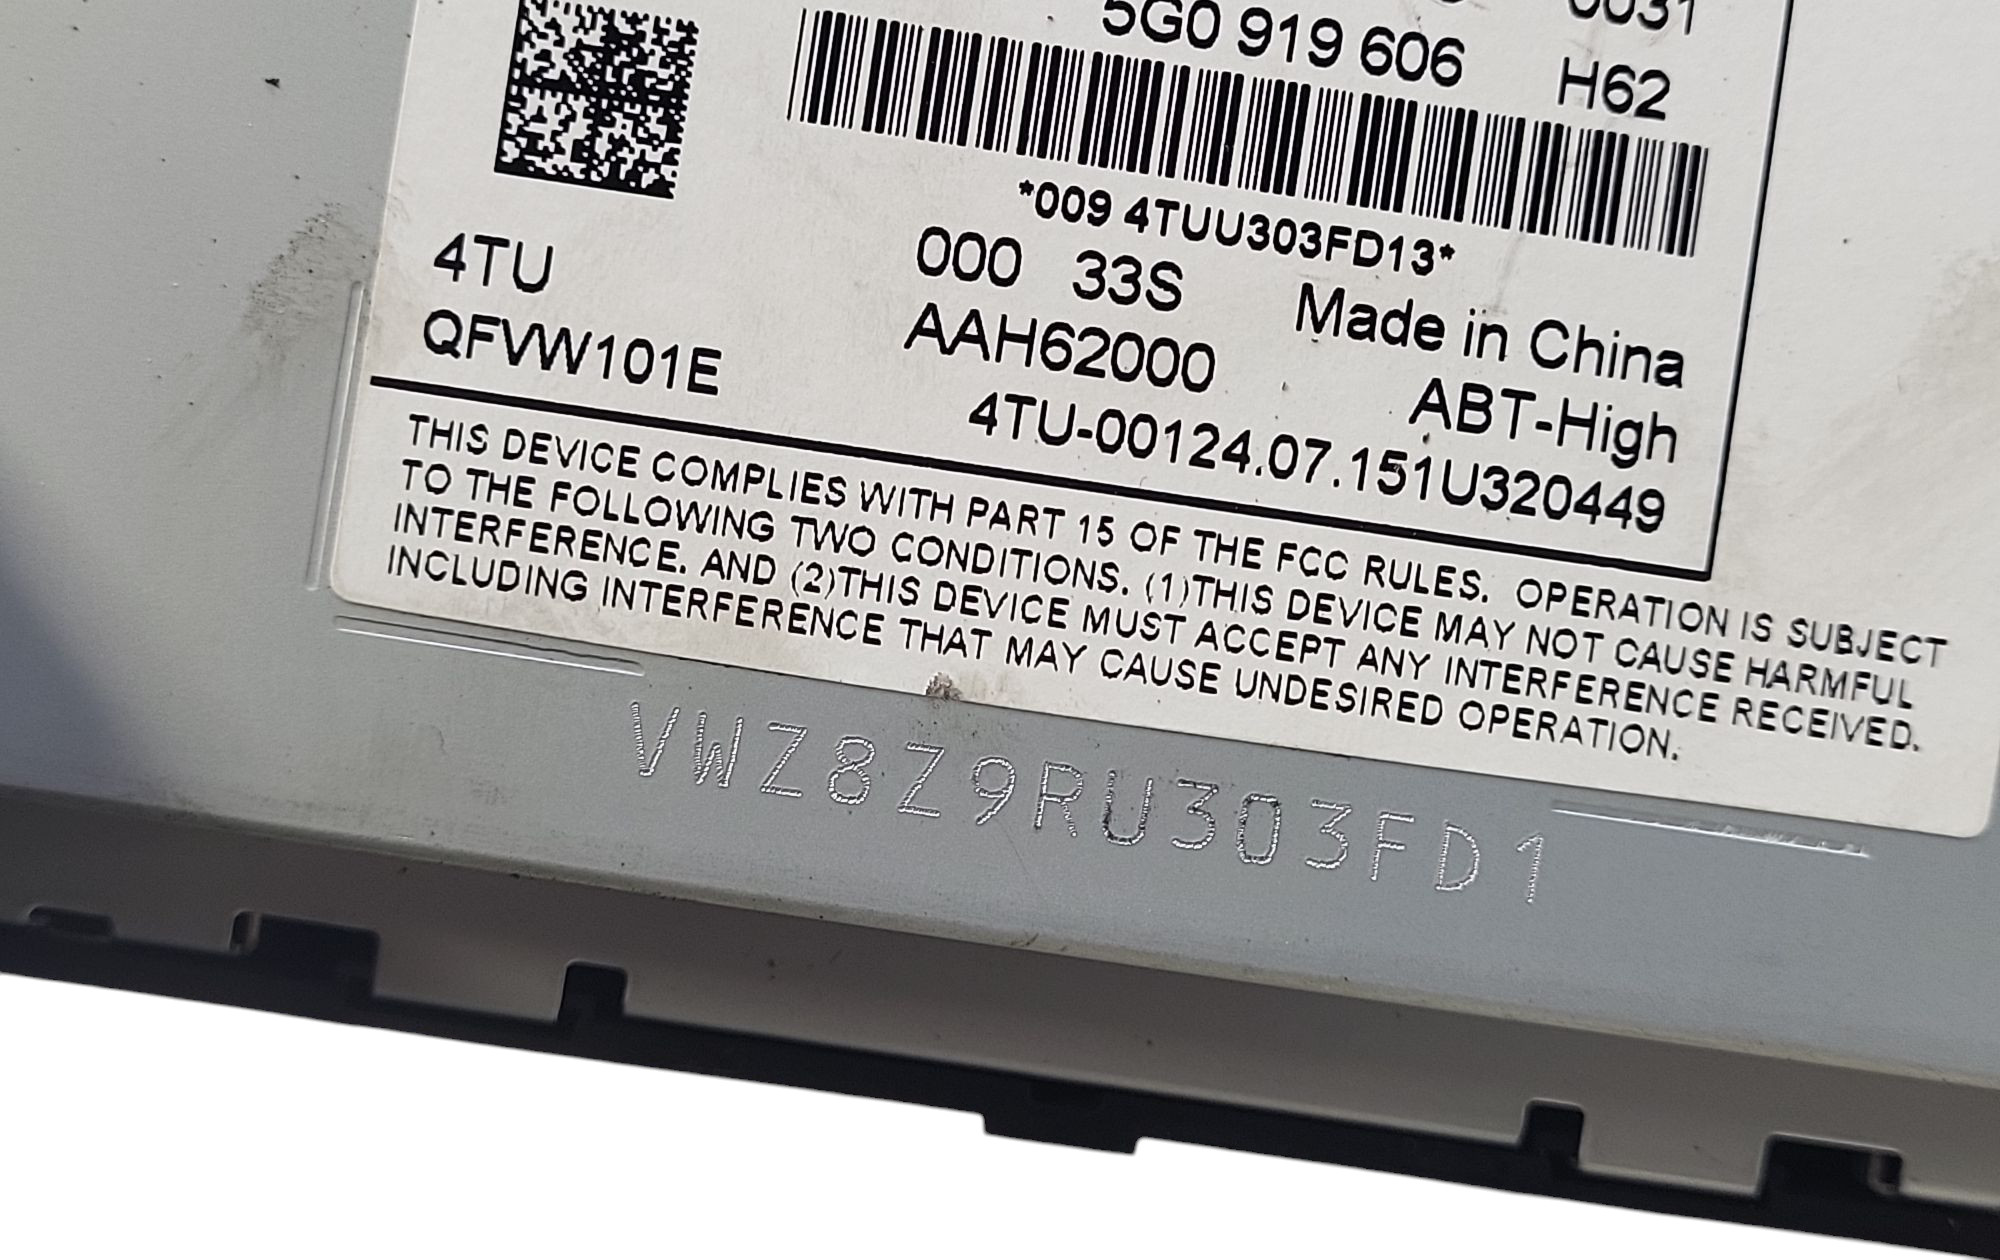 0031
5G0 919 606 H62
*009 4TUU303FD13*
4TU 000 33S Made in China
QFVW101E AAH62000 ABT-High
4TU-00124.07.151U320449
THIS DEVICE COMPLIES WITH PART 15 OF THE FCC RULES. OPERATION IS SUBJECT
TO THE FOLLOWING TWO CONDITIONS. (1)THIS DEVICE MAY NOT CAUSE HARMFUL
INTERFERENCE. AND (2)THIS DEVICE MUST ACCEPT ANY INTERFERENCE RECEIVED.
INCLUDING INTERFERENCE THAT MAY CAUSE UNDESIRED OPERATION.
VWZ8Z9RU303FD1